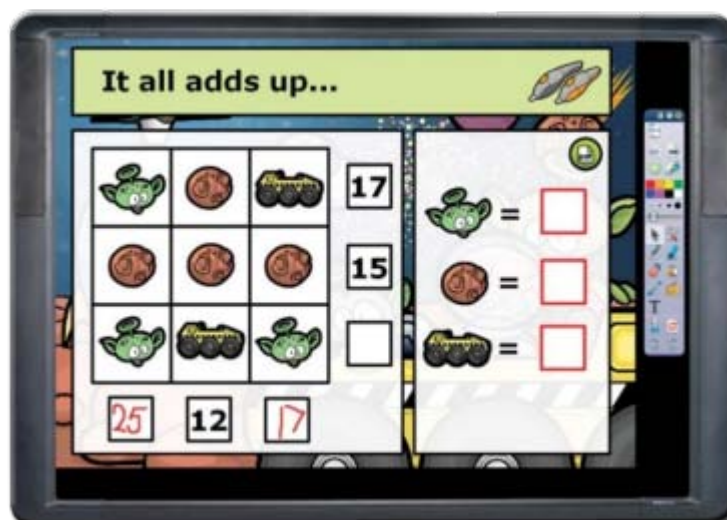 It all adds up...
17
=
15
=
=
25 12 17
T